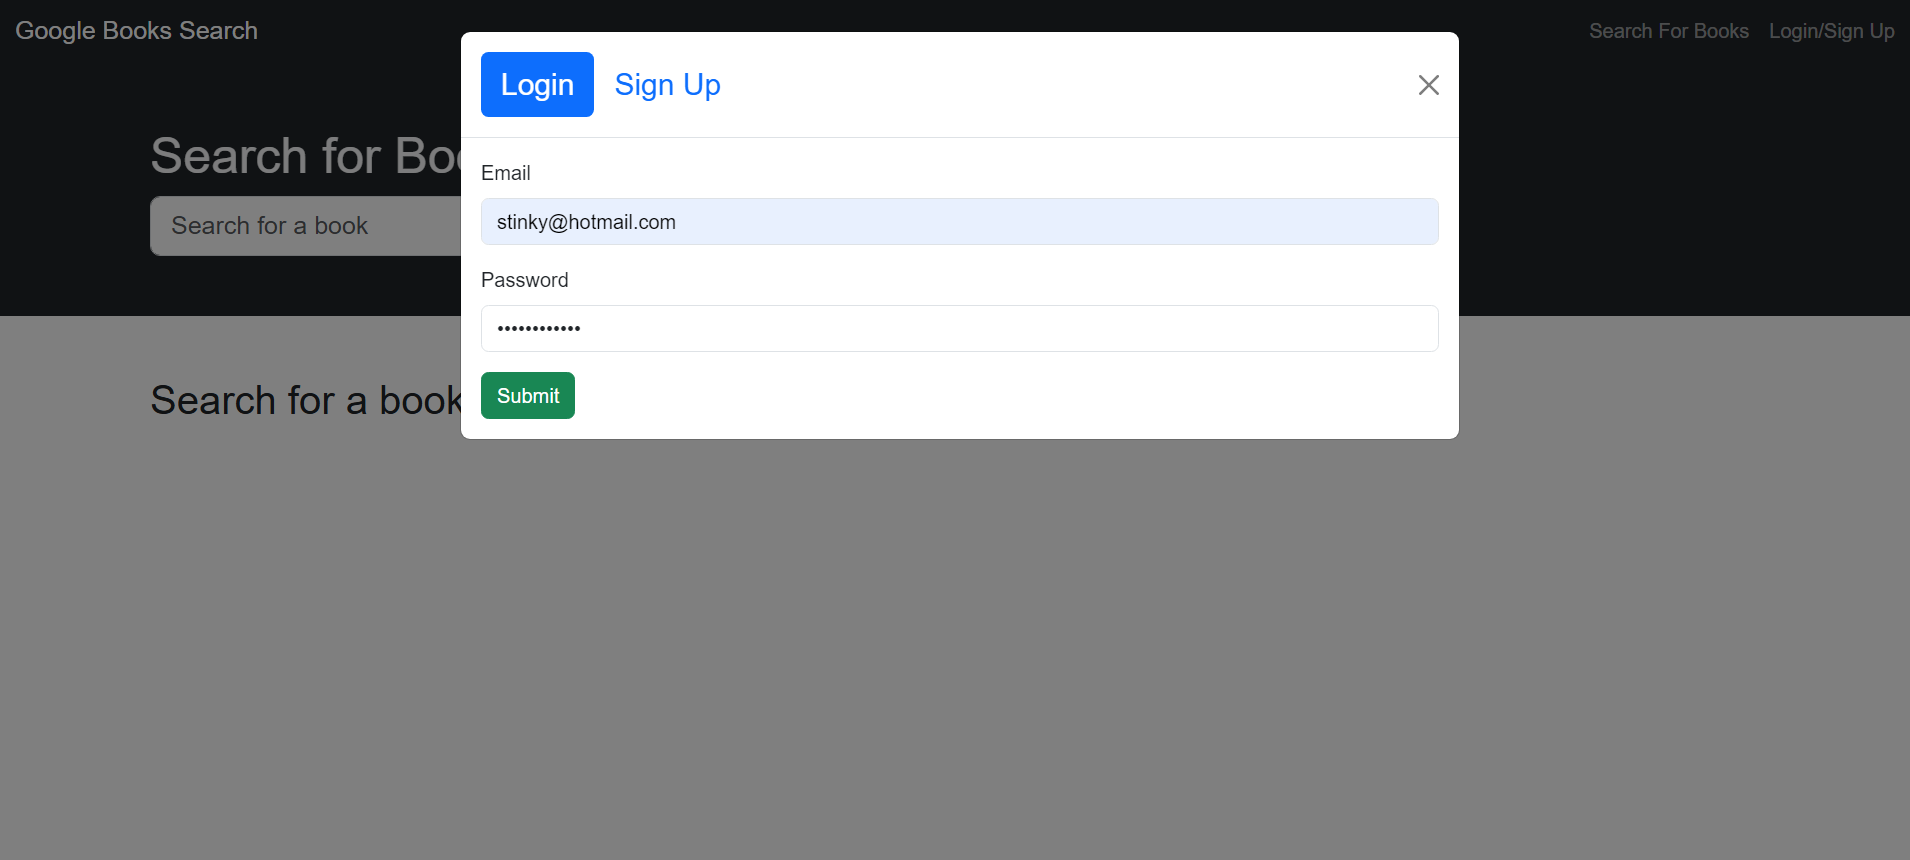 Google Books Search
Search For Books
Login/Sign Up
Login
Sign Up
Search for
Search for a book
Email
stinky@hotmail.com
Password
••••••••••••
Submit
Search for a book